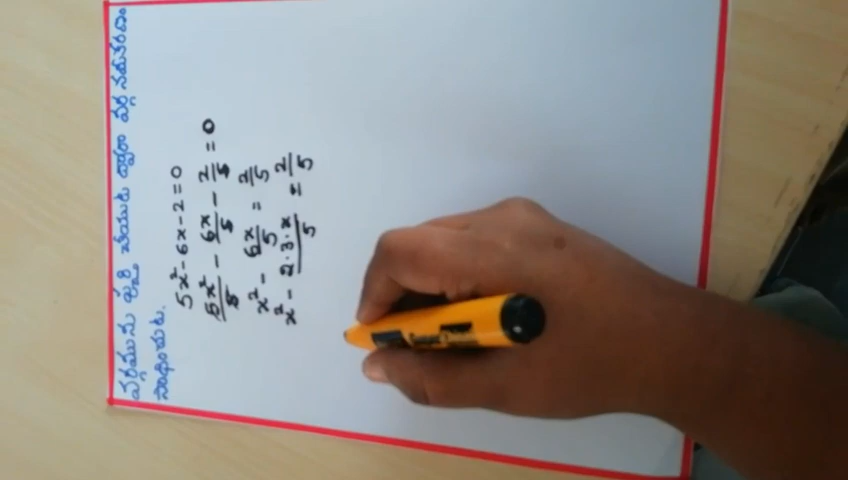 వర్గమును పూర్తి చేయుట ద్వారా వర్గ సమీకరణం
సాధించుట.
5x² - 6x - 2 = 0
5x²/5 - 6x/5 - 2/5 = 0
x² - 6x/5 = 2/5
x² - 2·3·x/5 = 2/5